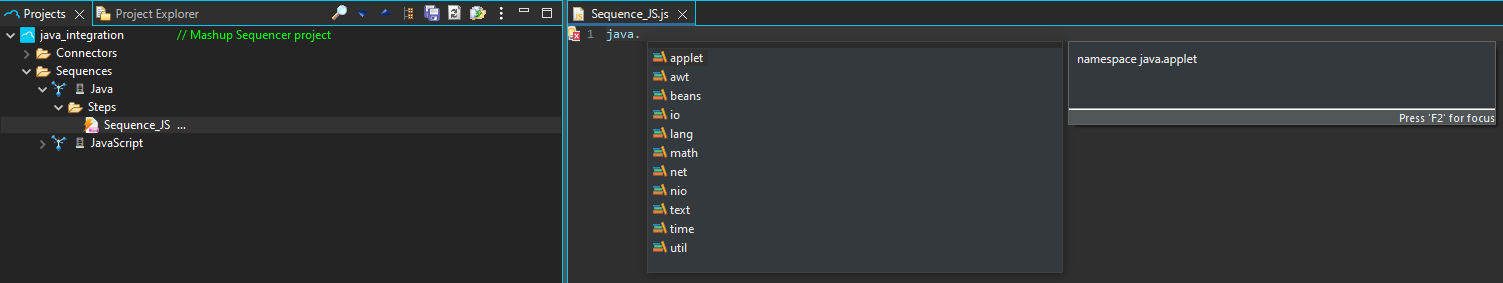 Projects
Project Explorer
java_integration // Mashup Sequencer project
Connectors
Sequences
Java
Steps
Sequence_JS ...
JavaScript
Sequence_JS.js
1 java.
applet
awt
beans
io
lang
math
net
nio
text
time
util
namespace java.applet
Press 'F2' for focus